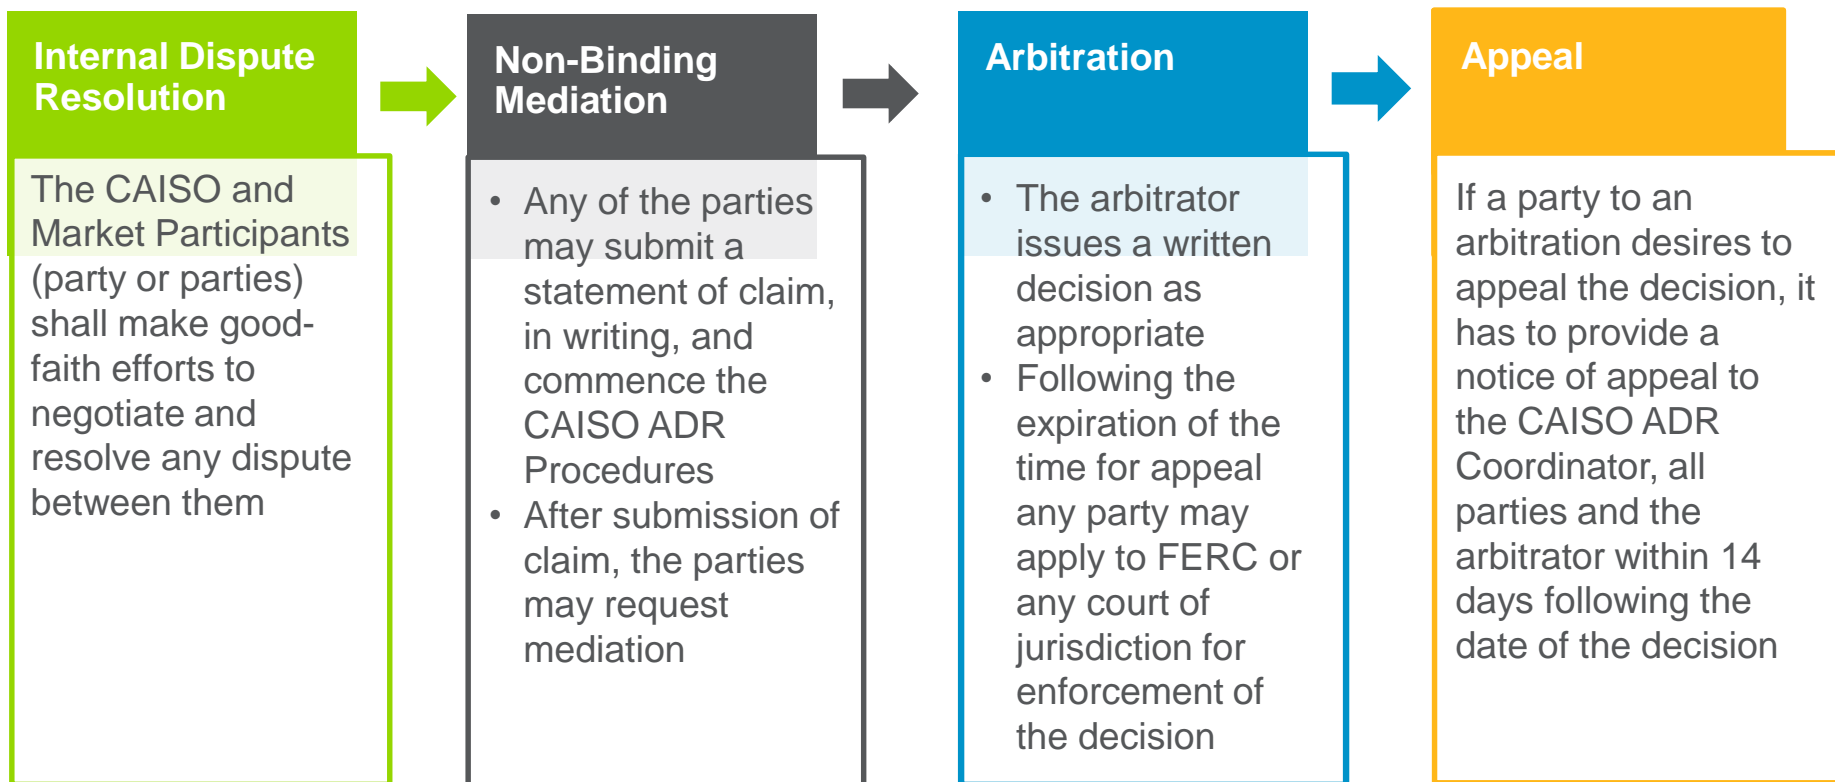 Internal Dispute
Resolution
The CAISO and
Market Participants
(party or parties)
shall make good-
faith efforts to
negotiate and
resolve any dispute
between them
Non-Binding
Mediation
• Any of the parties
may submit a
statement of claim,
in writing, and
commence the
CAISO ADR
Procedures
• After submission of
claim, the parties
may request
mediation
Arbitration
• The arbitrator
issues a written
decision as
appropriate
• Following the
expiration of the
time for appeal
any party may
apply to FERC or
any court of
jurisdiction for
enforcement of
the decision
Appeal
If a party to an
arbitration desires to
appeal the decision, it
has to provide a
notice of appeal to
the CAISO ADR
Coordinator, all
parties and the
arbitrator within 14
days following the
date of the decision